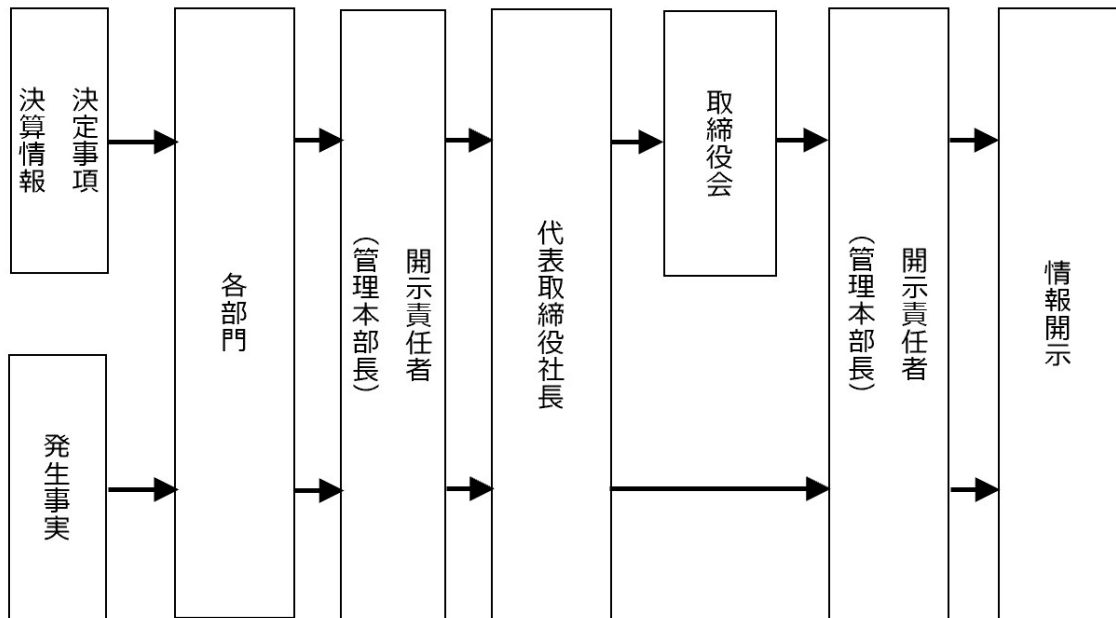 決定事項
決算情報
発生事実
各部門
開示責任者
（管理本部長）
代表取締役社長
取締役会
開示責任者
（管理本部長）
情報開示